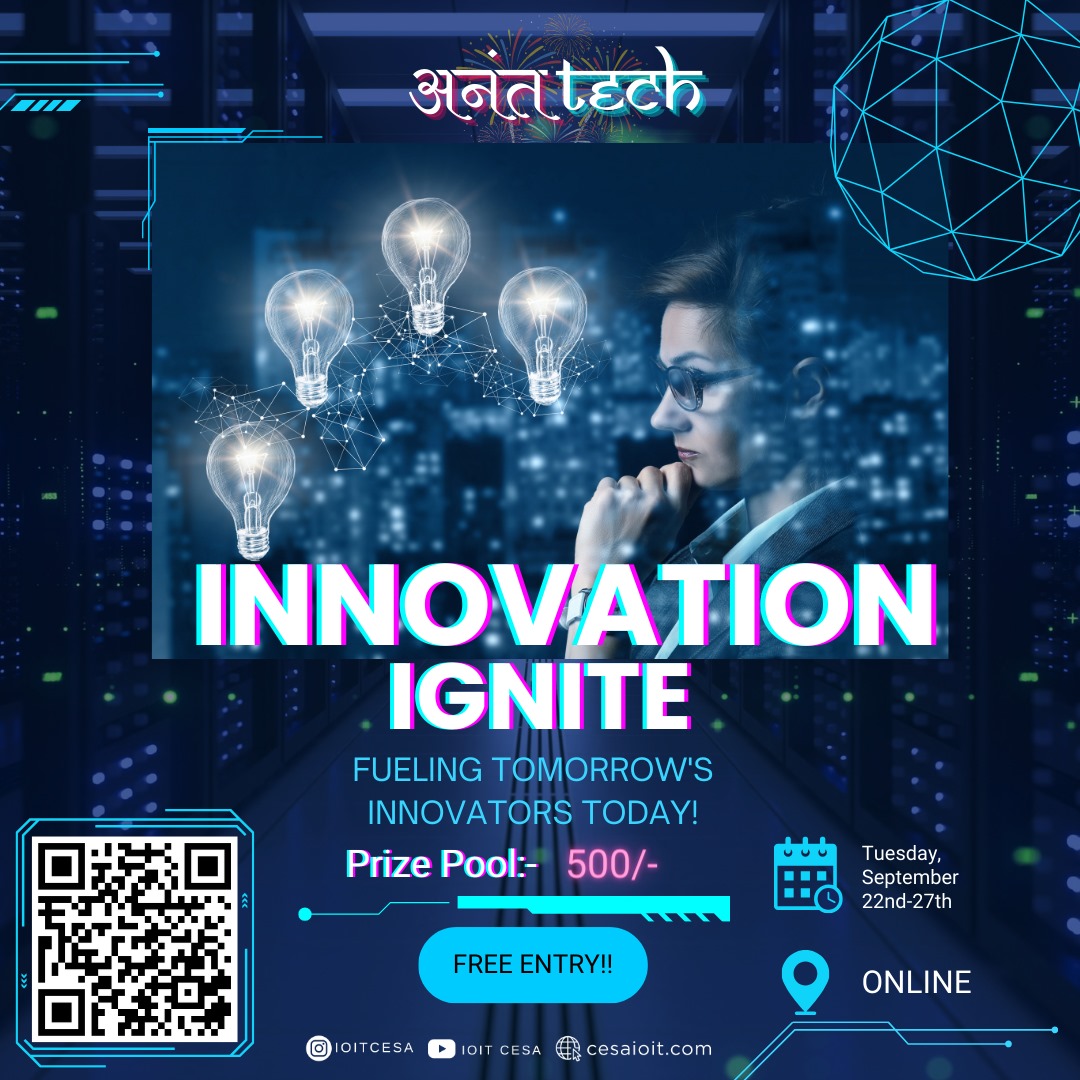 अनंत tech
INNOVATION
IGNITE
FUELING TOMORROW'S
INNOVATORS TODAY!
Prize Pool:- 500/-
Tuesday,
September
22nd-27th
FREE ENTRY!!
ONLINE
IOITCESA IOIT CESA cesaioit.com